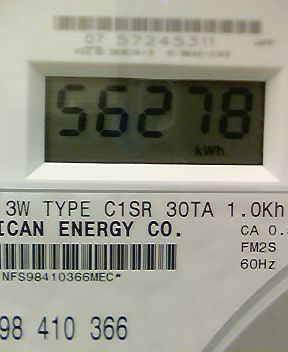 07 57245311
56278
kWh
3W TYPE C1SR 30TA 1.0Kh
ICAN ENERGY CO.
CA 0.
FM2S
60Hz
NFS98410366MEC*
98 410 366